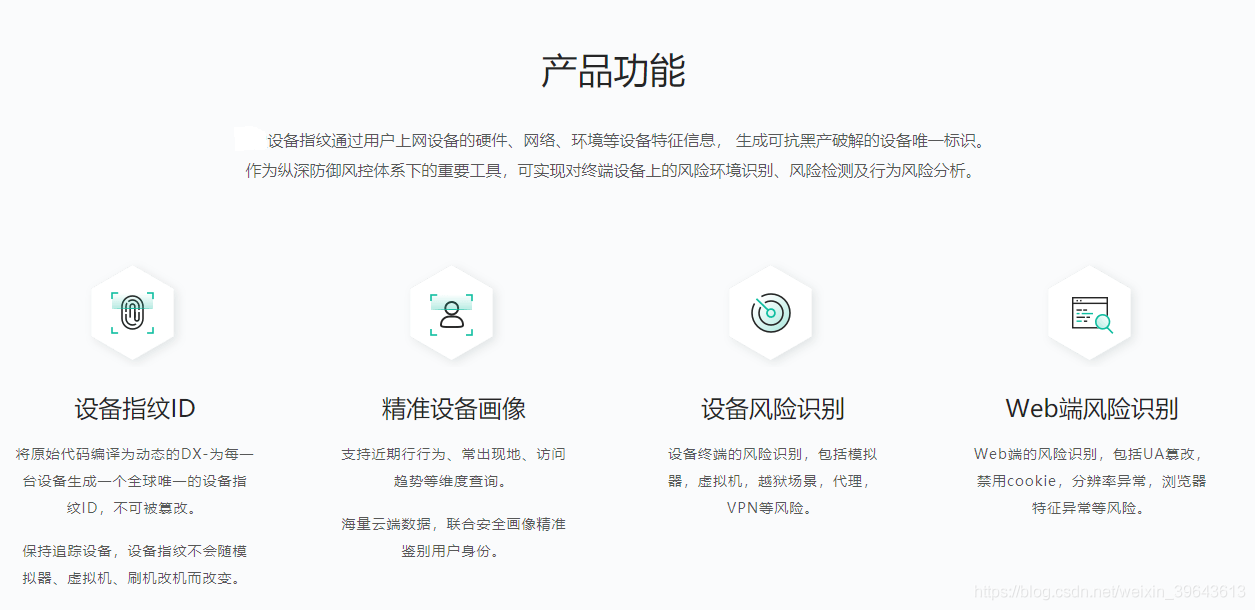 产品功能
设备指纹通过用户上网设备的硬件、网络、环境等设备特征信息， 生成可抗黑产破解的设备唯一标识。
作为纵深防御风控体系下的重要工具，可实现对终端设备上的风险环境识别、风险检测及行为风险分析。
设备指纹ID
将原始代码编译为动态的DX-为每一
台设备生成一个全球唯一的设备指
纹ID，不可被篡改。
保持追踪设备，设备指纹不会随模
拟器、虚拟机、刷机改机而改变。
精准设备画像
支持近期行行为、常出现地、访问
趋势等维度查询。
海量云端数据，联合安全画像精准
鉴别用户身份。
设备风险识别
设备终端的风险识别，包括模拟
器，虚拟机，越狱场景，代理，
VPN等风险。
Web端风险识别
Web端的风险识别，包括UA篡改，
禁用cookie，分辨率异常，浏览器
特征异常等风险。
https://blog.csdn.net/weixin_39643613